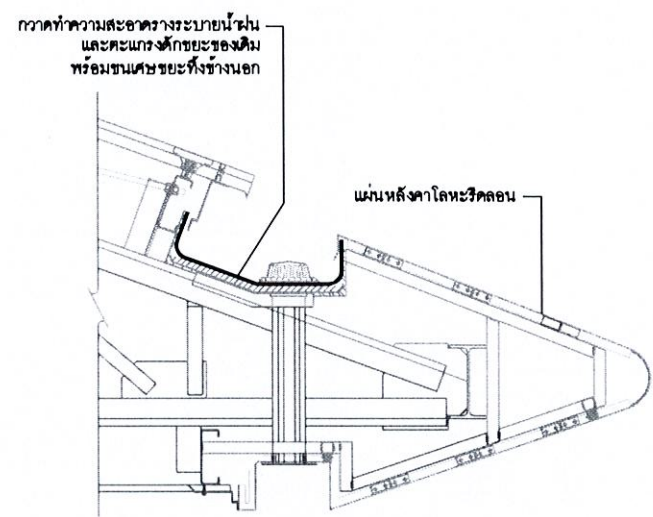 กวาดทำความสะอาดรางระบายน้ำฝน
และตะแกรงดักขยะของเดิม
พร้อมขนเศษขยะทิ้งข้างนอก
แผ่นหลังคาโลหะรีดลอน